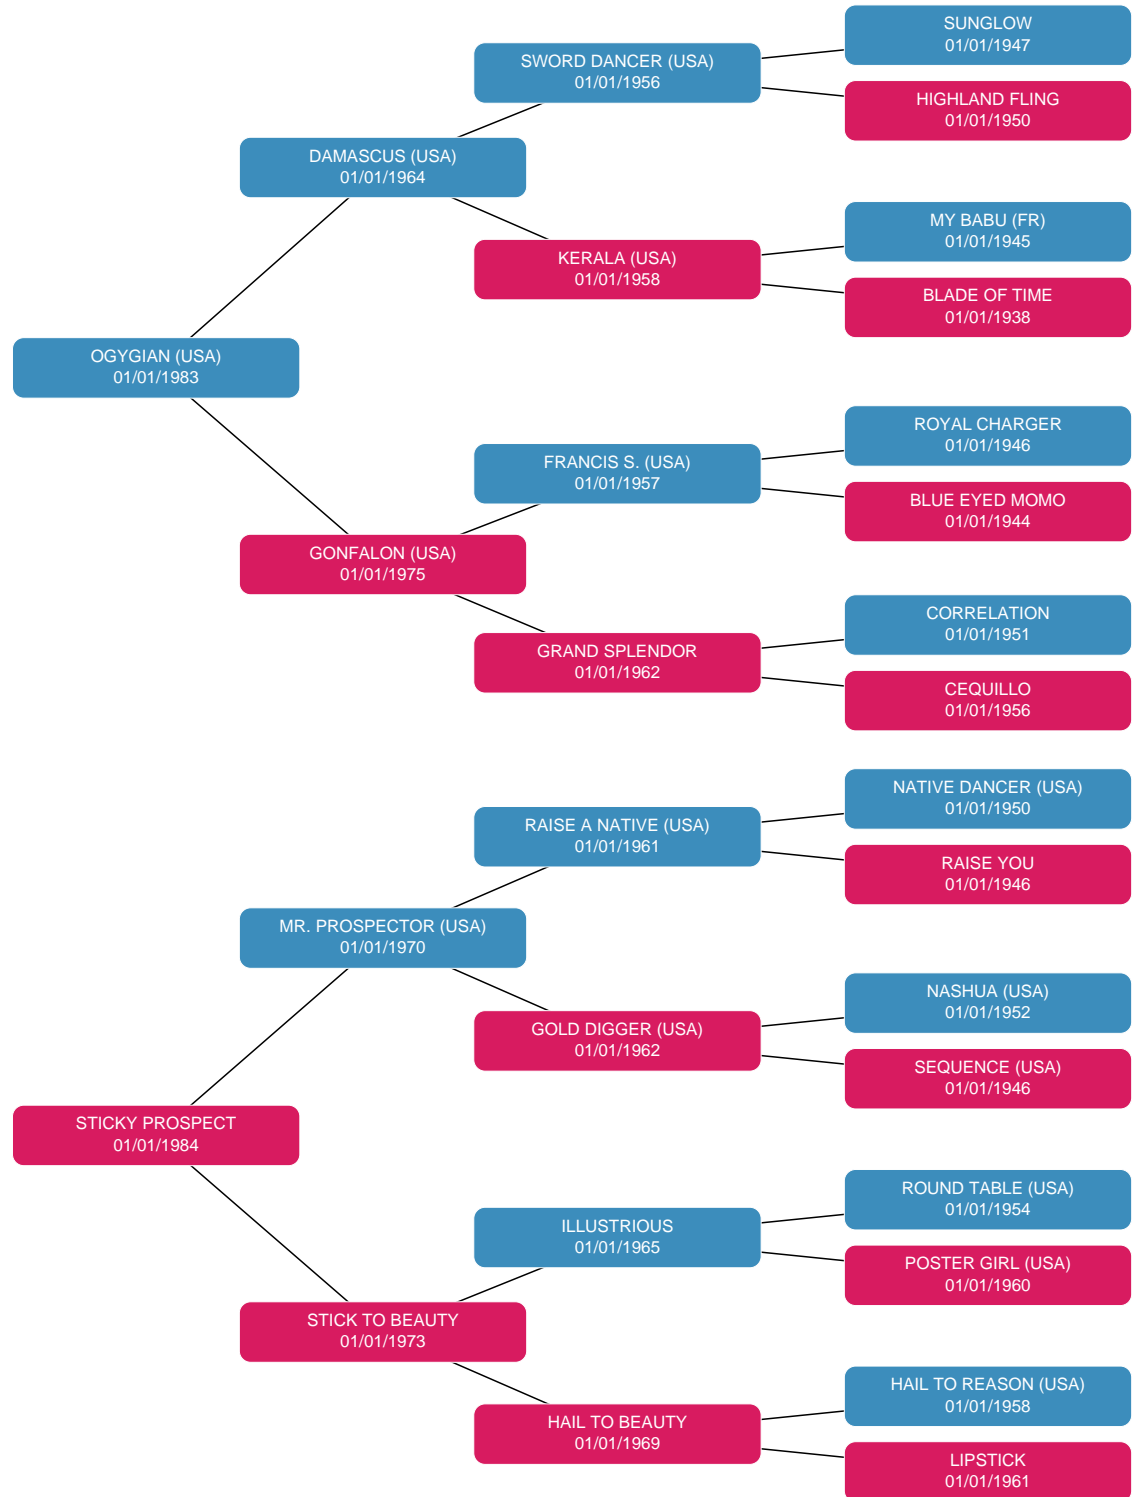 SUNGLOW
01/01/1947
SWORD DANCER (USA)
01/01/1956
HIGHLAND FLING
01/01/1950
DAMASCUS (USA)
01/01/1964
MY BABU (FR)
01/01/1945
KERALA (USA)
01/01/1958
BLADE OF TIME
01/01/1938
OGYGIAN (USA)
01/01/1983
ROYAL CHARGER
01/01/1946
FRANCIS S. (USA)
01/01/1957
BLUE EYED MOMO
01/01/1944
GONFALON (USA)
01/01/1975
CORRELATION
01/01/1951
GRAND SPLENDOR
01/01/1962
CEQUILLO
01/01/1956
NATIVE DANCER (USA)
01/01/1950
RAISE A NATIVE (USA)
01/01/1961
RAISE YOU
01/01/1946
MR. PROSPECTOR (USA)
01/01/1970
NASHUA (USA)
01/01/1952
GOLD DIGGER (USA)
01/01/1962
SEQUENCE (USA)
01/01/1946
STICKY PROSPECT
01/01/1984
ROUND TABLE (USA)
01/01/1954
ILLUSTRIOUS
01/01/1965
POSTER GIRL (USA)
01/01/1960
STICK TO BEAUTY
01/01/1973
HAIL TO REASON (USA)
01/01/1958
HAIL TO BEAUTY
01/01/1969
LIPSTICK
01/01/1961